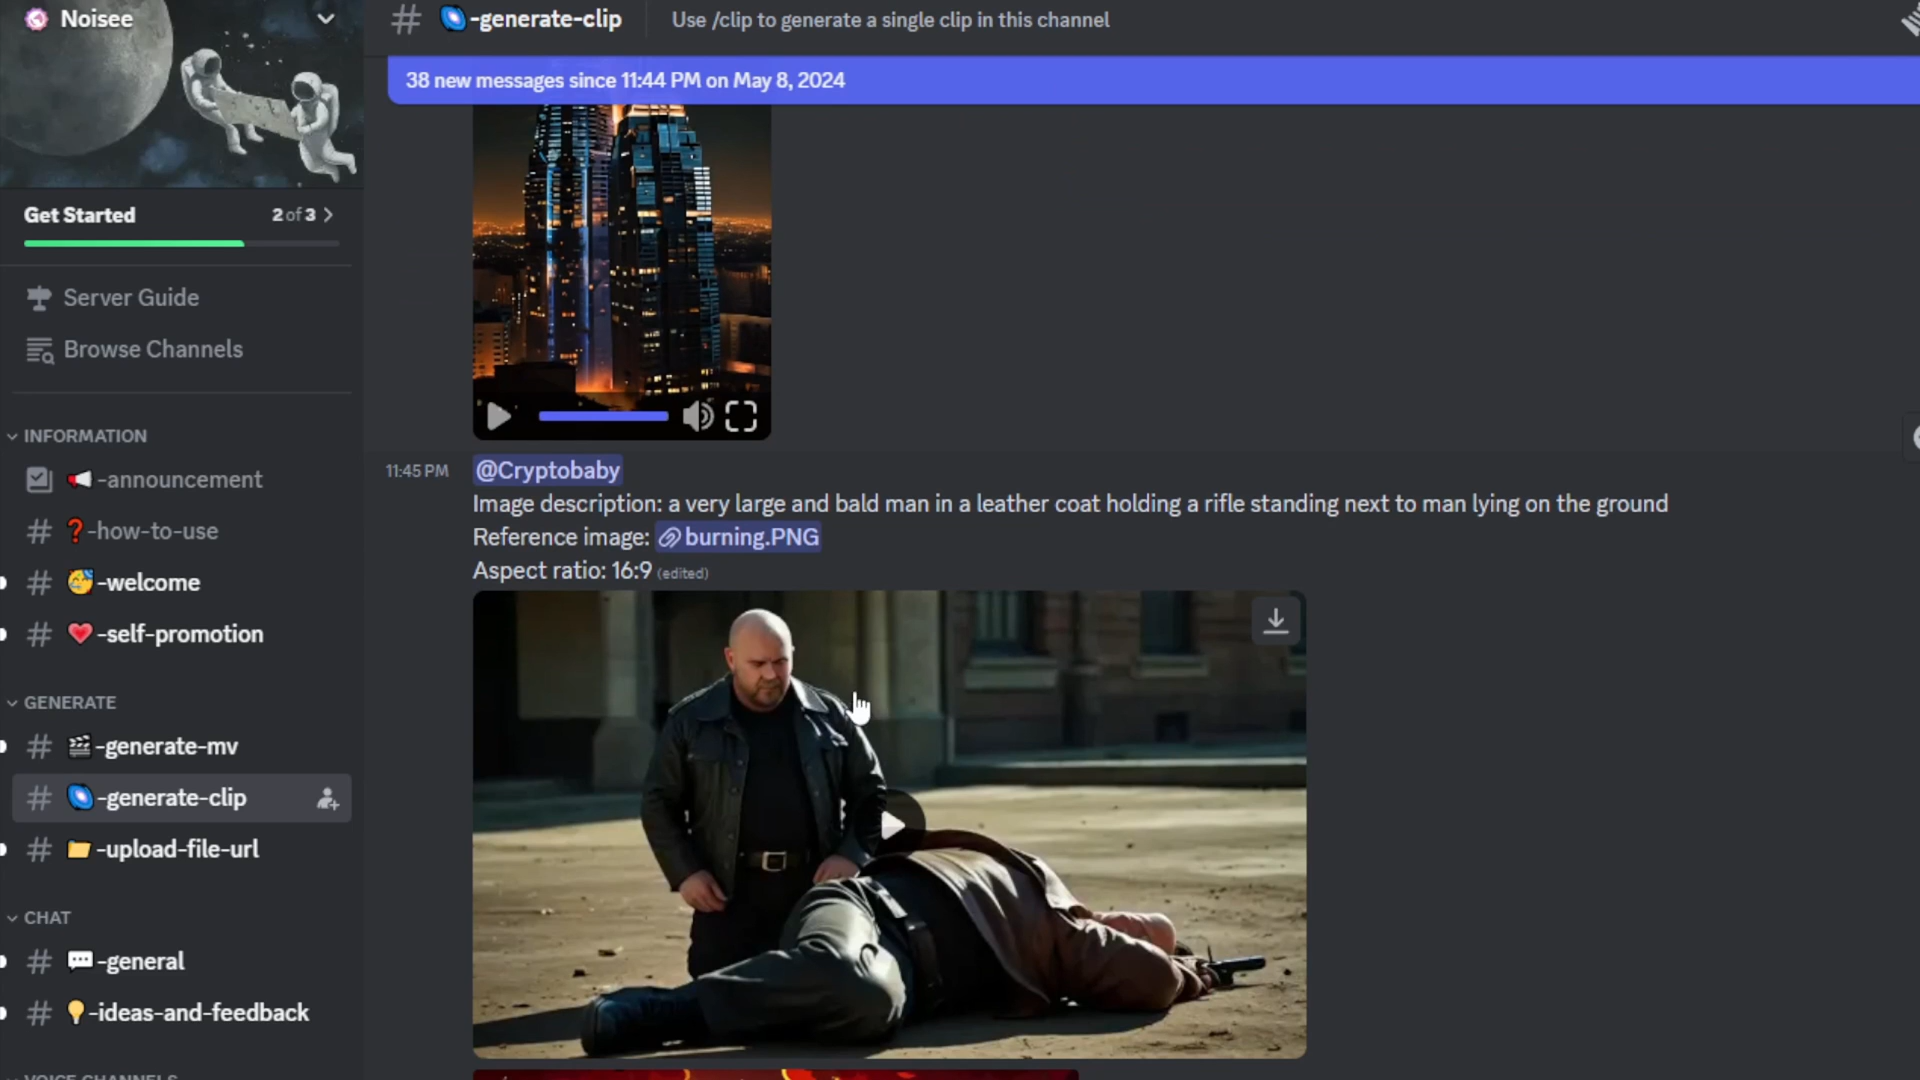 Noisee
Get Started
2 of 3
Server Guide
Browse Channels
INFORMATION
-announcement
-how-to-use
-welcome
-self-promotion
GENERATE
-generate-mv
-generate-clip
-upload-file-url
CHAT
-general
-ideas-and-feedback
VOICE CHANNELS
-generate-clip
Use /clip to generate a single clip in this channel
38 new messages since 11:44 PM on May 8, 2024
11:45 PM
@Cryptobaby
Image description: a very large and bald man in a leather coat holding a rifle standing next to man lying on the ground
Reference image: burning.PNG
Aspect ratio: 16:9 (edited)